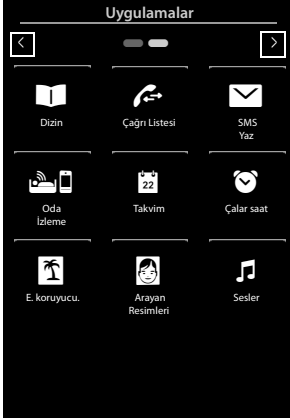 Uygulamalar
Dizin
Çağrı Listesi
SMS
Yaz
Oda
İzleme
22
Takvim
Çalar saat
E. koruyucu.
Arayan
Resimleri
Sesler